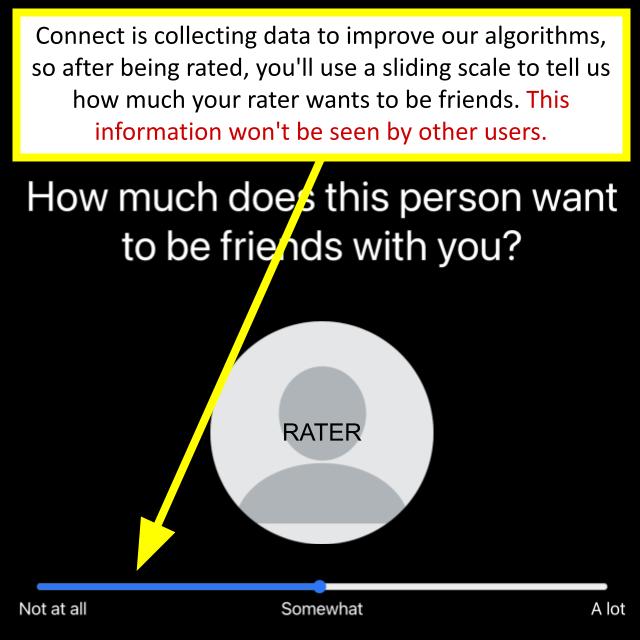 Connect is collecting data to improve our algorithms,
so after being rated, you'll use a sliding scale to tell us
how much your rater wants to be friends. This
information won't be seen by other users.
How much does this person want
to be friends with you?
RATER
Not at all
Somewhat
A lot